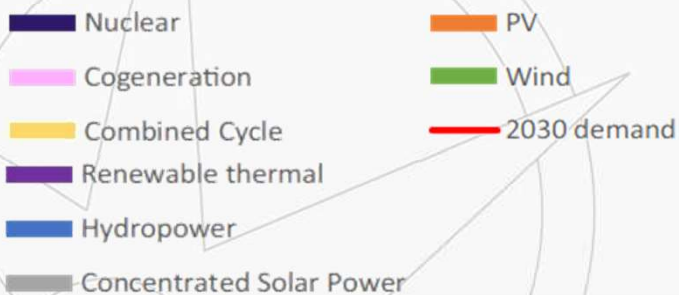 Nuclear
Cogeneration
Combined Cycle
Renewable thermal
Hydropower
Concentrated Solar Power
PV
Wind
2030 demand